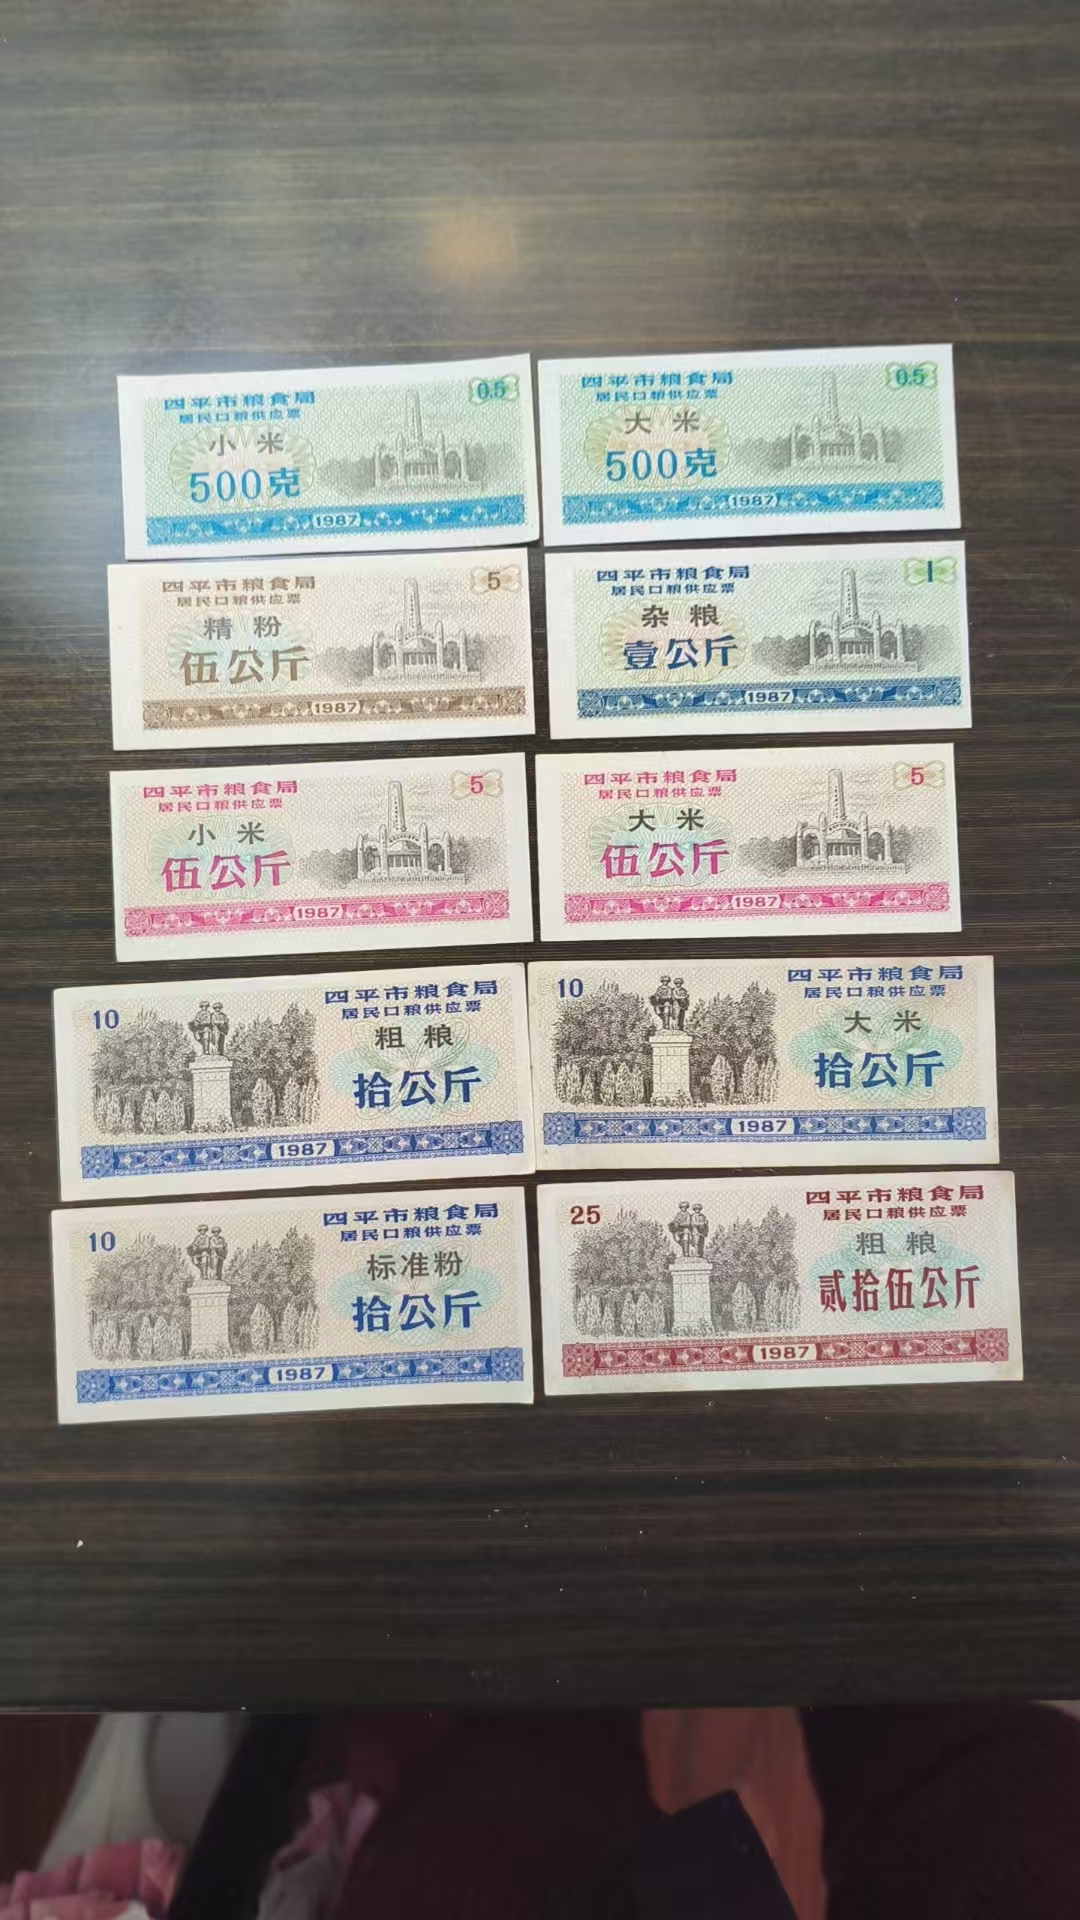 四平市粮食局
居民口粮供应票
小米
500克
0.5
1987
四平市粮食局
居民口粮供应票
大米
500克
0.5
1987
四平市粮食局
居民口粮供应票
精粉
伍公斤
5
1987
四平市粮食局
居民口粮供应票
杂粮
壹公斤
1
1987
四平市粮食局
居民口粮供应票
小米
伍公斤
5
1987
四平市粮食局
居民口粮供应票
大米
伍公斤
5
1987
10
四平市粮食局
居民口粮供应票
粗粮
拾公斤
1987
10
四平市粮食局
居民口粮供应票
大米
拾公斤
1987
10
四平市粮食局
居民口粮供应票
标准粉
拾公斤
1987
25
四平市粮食局
居民口粮供应票
粗粮
贰拾伍公斤
1987